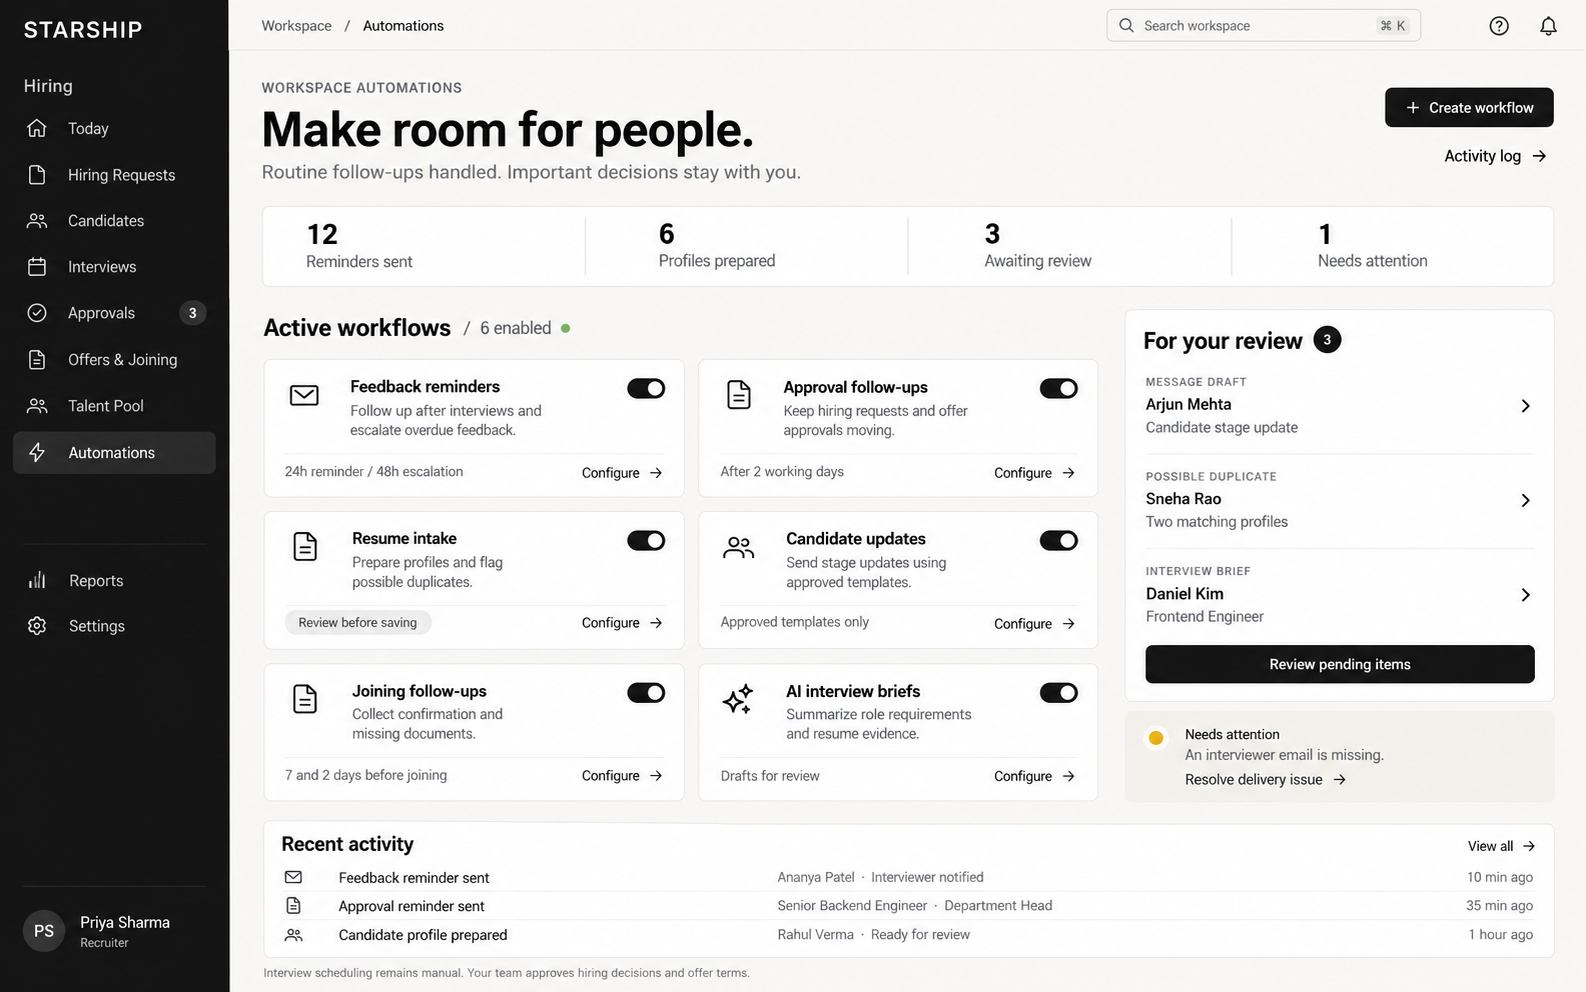 STARSHIP
Hiring
Today
Hiring Requests
Candidates
Interviews
Approvals 3
Offers & Joining
Talent Pool
Automations
Reports
Settings
PS
Priya Sharma
Recruiter
Workspace / Automations
Search workspace ⌘ K
WORKSPACE AUTOMATIONS
Make room for people.
Routine follow-ups handled. Important decisions stay with you.
+ Create workflow
Activity log →
12
Reminders sent
6
Profiles prepared
3
Awaiting review
1
Needs attention
Active workflows / 6 enabled
Feedback reminders
Follow up after interviews and
escalate overdue feedback.
24h reminder / 48h escalation
Configure →
Approval follow-ups
Keep hiring requests and offer
approvals moving.
After 2 working days
Configure →
Resume intake
Prepare profiles and flag
possible duplicates.
Review before saving
Configure →
Candidate updates
Send stage updates using
approved templates.
Approved templates only
Configure →
Joining follow-ups
Collect confirmation and
missing documents.
7 and 2 days before joining
Configure →
AI interview briefs
Summarize role requirements
and resume evidence.
Drafts for review
Configure →
For your review 3
MESSAGE DRAFT
Arjun Mehta
Candidate stage update
POSSIBLE DUPLICATE
Sneha Rao
Two matching profiles
INTERVIEW BRIEF
Daniel Kim
Frontend Engineer
Review pending items
Needs attention
An interviewer email is missing.
Resolve delivery issue →
Recent activity
View all →
Feedback reminder sent Ananya Patel · Interviewer notified 10 min ago
Approval reminder sent Senior Backend Engineer · Department Head 35 min ago
Candidate profile prepared Rahul Verma · Ready for review 1 hour ago
Interview scheduling remains manual. Your team approves hiring decisions and offer terms.